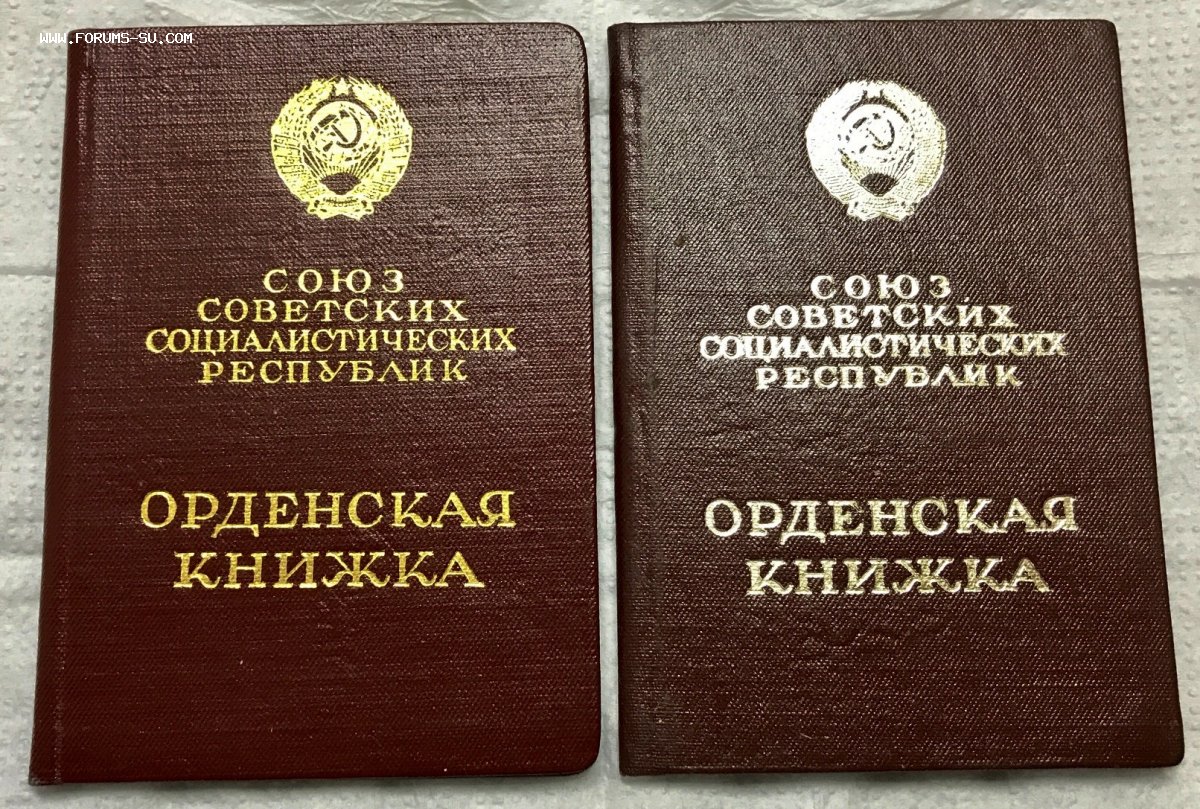 www.forums-su.com
СОЮЗ
СОВЕТСКИХ
СОЦИАЛИСТИЧЕСКИХ
РЕСПУБЛИК
ОРДЕНСКАЯ
КНИЖКА
СОЮЗ
СОВЕТСКИХ
СОЦИАЛИСТИЧЕСКИХ
РЕСПУБЛИК
ОРДЕНСКАЯ
КНИЖКА